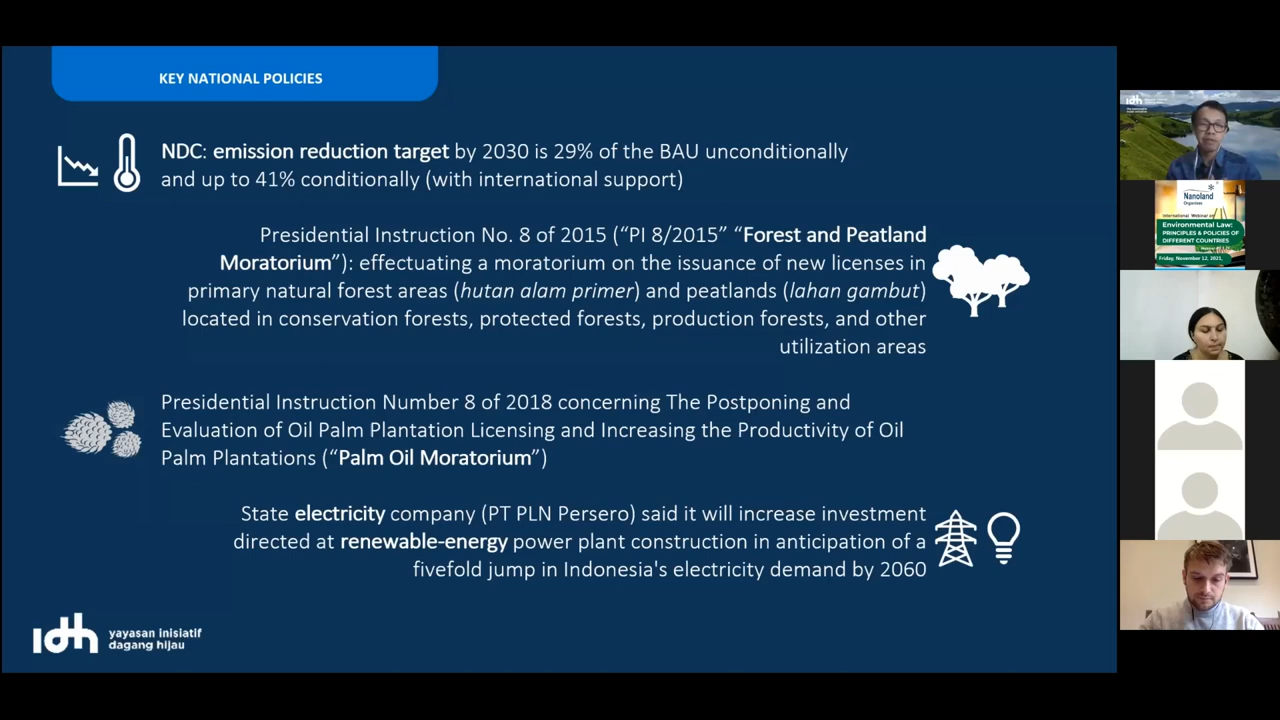 KEY NATIONAL POLICIES
NDC: emission reduction target by 2030 is 29% of the BAU unconditionally
and up to 41% conditionally (with international support)
Presidential Instruction No. 8 of 2015 (“PI 8/2015” “Forest and Peatland
Moratorium”): effectuating a moratorium on the issuance of new licenses in
primary natural forest areas (hutan alam primer) and peatlands (lahan gambut)
located in conservation forests, protected forests, production forests, and other
utilization areas
Presidential Instruction Number 8 of 2018 concerning The Postponing and
Evaluation of Oil Palm Plantation Licensing and Increasing the Productivity of Oil
Palm Plantations (“Palm Oil Moratorium”)
State electricity company (PT PLN Persero) said it will increase investment
directed at renewable-energy power plant construction in anticipation of a
fivefold jump in Indonesia's electricity demand by 2060
idh yayasan inisiatif
dagang hijau
idh
Nanoland
Organises
International Webinar on
Environmental Law:
PRINCIPLES & POLICIES OF
DIFFERENT COUNTRIES
Friday, November 12, 2021,